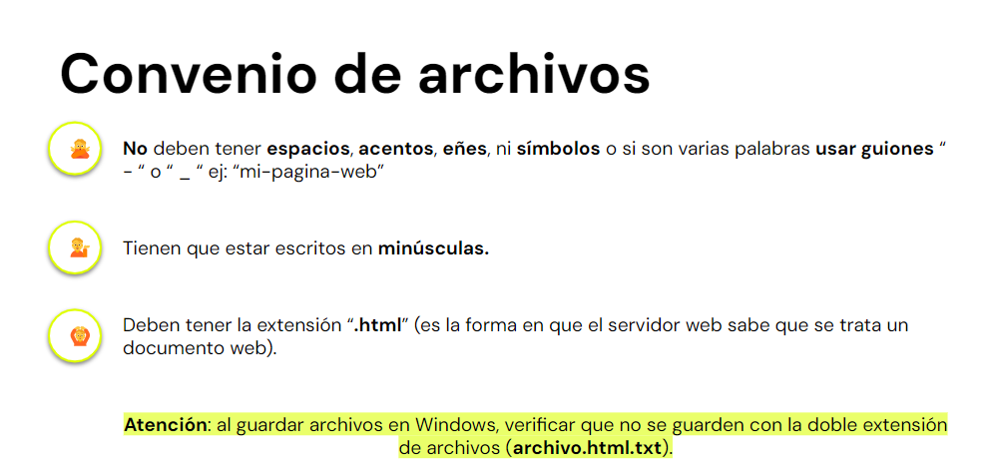 Convenio de archivos
No deben tener espacios, acentos, eñes, ni símbolos o si son varias palabras usar guiones “
- “ o “ _ “ ej: “mi-pagina-web”
Tienen que estar escritos en minúsculas.
Deben tener la extensión “.html” (es la forma en que el servidor web sabe que se trata un
documento web).
Atención: al guardar archivos en Windows, verificar que no se guarden con la doble extensión
de archivos (archivo.html.txt).